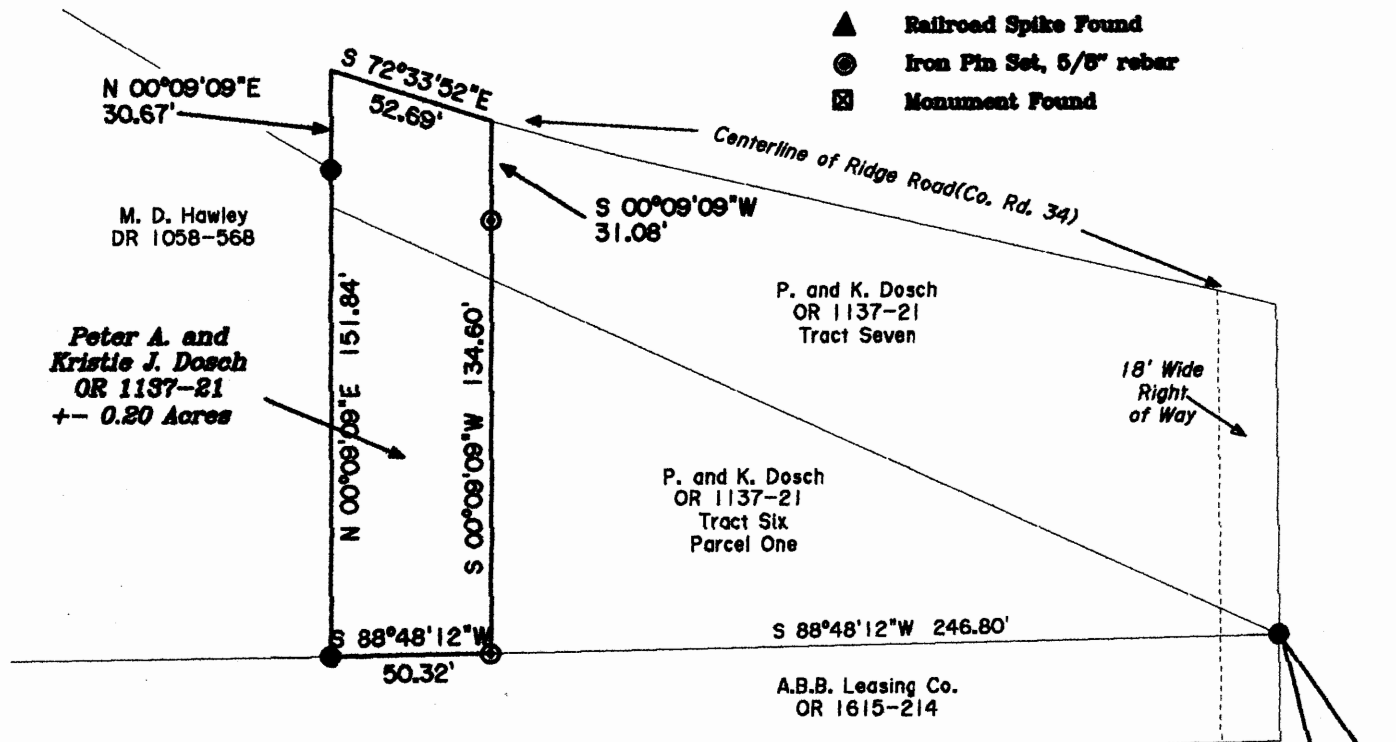 Railroad Spike Found
Iron Pin Set, 5/8" rebar
Monument Found
N 00°09'09"E
30.67'
S 72°33'52"E
52.69'
Centerline of Ridge Road(Co. Rd. 34)
S 00°09'09"W
31.08'
M. D. Hawley
DR 1058-568
P. and K. Dosch
OR 1137-21
Tract Seven
Peter A. and
Kristie J. Dosch
OR 1137-21
+- 0.20 Acres
N 00°09'09"E 151.84'
S 00°09'09"W 134.60'
18' Wide
Right
of Way
P. and K. Dosch
OR 1137-21
Tract Six
Parcel One
S 88°48'12"W
50.32'
S 88°48'12"W 246.80'
A.B.B. Leasing Co.
OR 1615-214